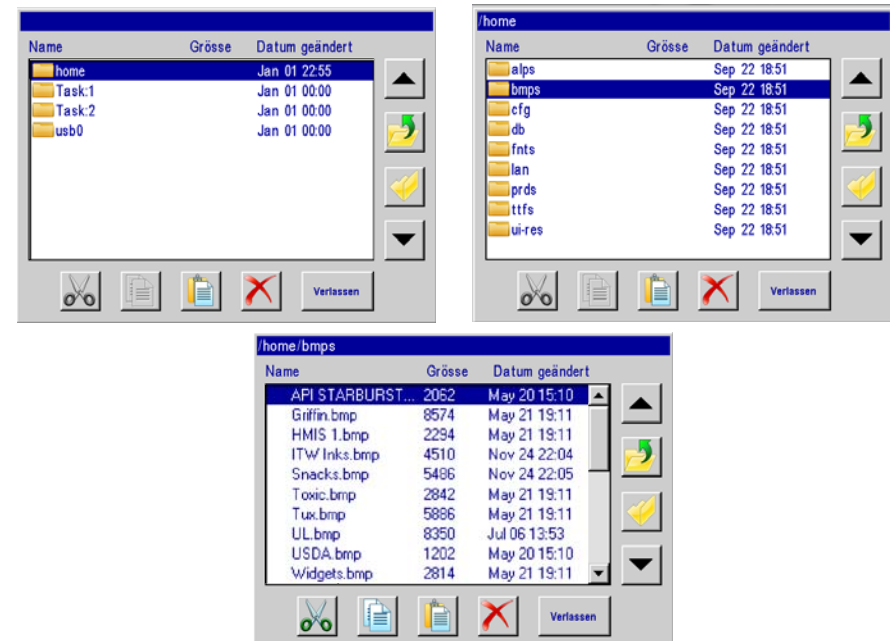 Name Grösse Datum geändert
home Jan 01 22:55
Task:1 Jan 01 00:00
Task:2 Jan 01 00:00
usb0 Jan 01 00:00
Verlassen
/home
Name Grösse Datum geändert
alps Sep 22 18:51
bmps Sep 22 18:51
cfg Sep 22 18:51
db Sep 22 18:51
fnts Sep 22 18:51
lan Sep 22 18:51
prds Sep 22 18:51
ttfs Sep 22 18:51
ui-res Sep 22 18:51
Verlassen
/home/bmps
Name Grösse Datum geändert
API STARBURST... 2062 May 20 15:10
Griffin.bmp 8574 May 21 19:11
HMIS 1.bmp 2294 May 21 19:11
ITW Inks.bmp 4510 Nov 24 22:04
Snacks.bmp 5486 Nov 24 22:05
Toxic.bmp 2842 May 21 19:11
Tux.bmp 5886 May 21 19:11
UL.bmp 8350 Jul 06 13:53
USDA.bmp 1202 May 20 15:10
Widgets.bmp 2814 May 21 19:11
Verlassen